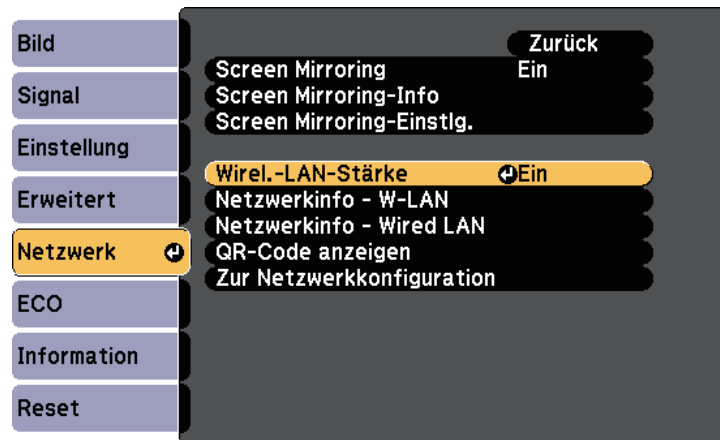 Bild
Signal
Einstellung
Erweitert
Netzwerk
ECO
Information
Reset
Zurück
Screen Mirroring Ein
Screen Mirroring-Info
Screen Mirroring-Einstlg.
Wirel.-LAN-Stärke Ein
Netzwerkinfo - W-LAN
Netzwerkinfo - Wired LAN
QR-Code anzeigen
Zur Netzwerkkonfiguration